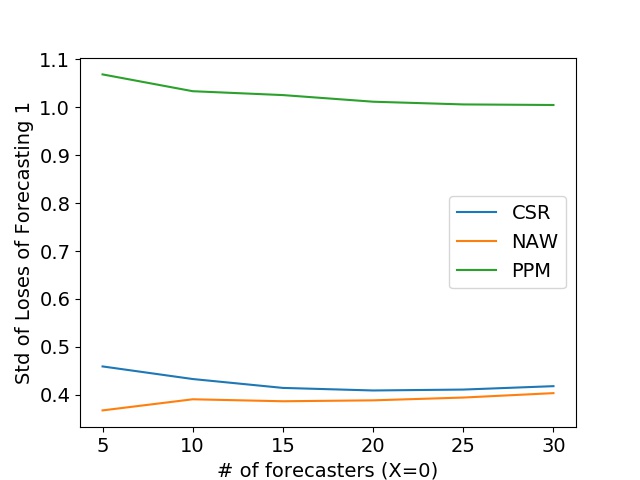 Std of Loses of Forecasting 1
1.1
1.0
0.9
0.8
0.7
0.6
0.5
0.4
CSR
NAW
PPM
5 10 15 20 25 30
# of forecasters (X=0)